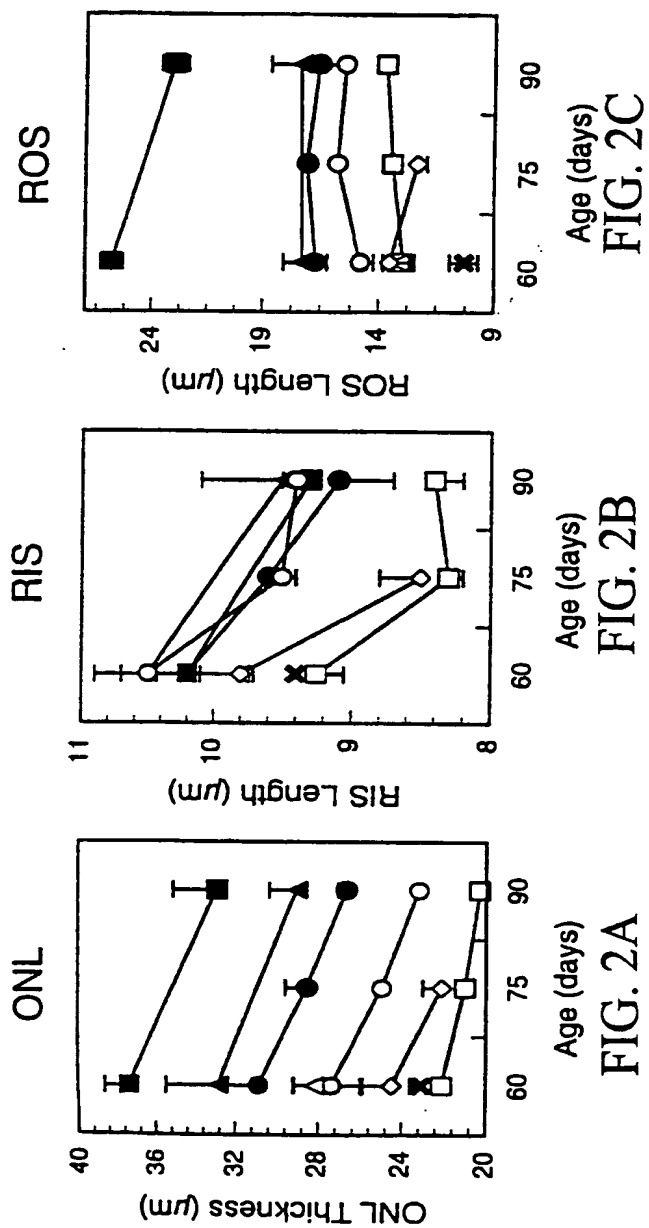 ONL
ONL Thickness (μm)
40
36
32
28
24
20
60
75
90
Age (days)
FIG. 2A
RIS
RIS Length (μm)
11
10
9
8
60
75
90
Age (days)
FIG. 2B
ROS
ROS Length (μm)
24
19
14
9
60
75
90
Age (days)
FIG. 2C